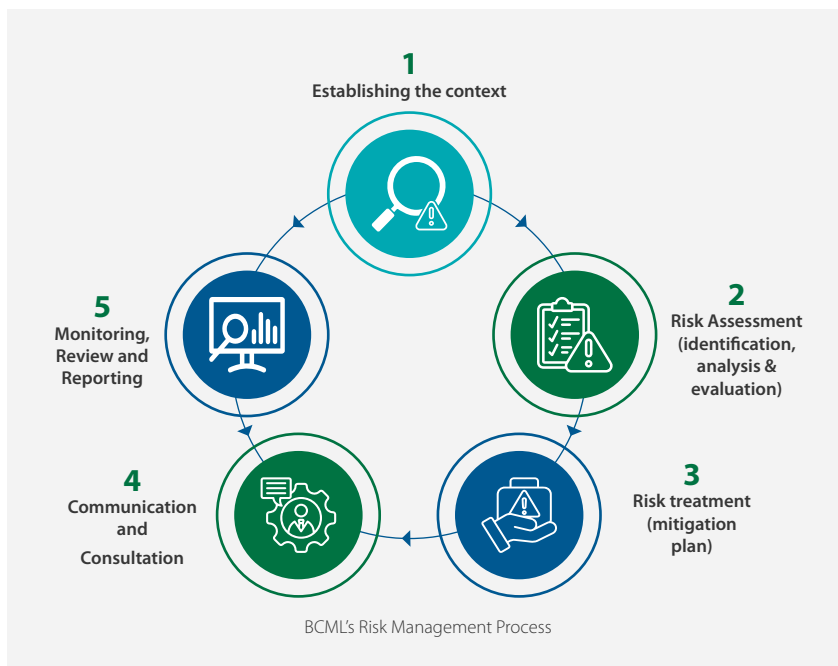 1
Establishing the context
2
Risk Assessment
(identification,
analysis &
evaluation)
3
Risk treatment
(mitigation
plan)
4
Communication
and
Consultation
5
Monitoring,
Review and
Reporting
BCML's Risk Management Process